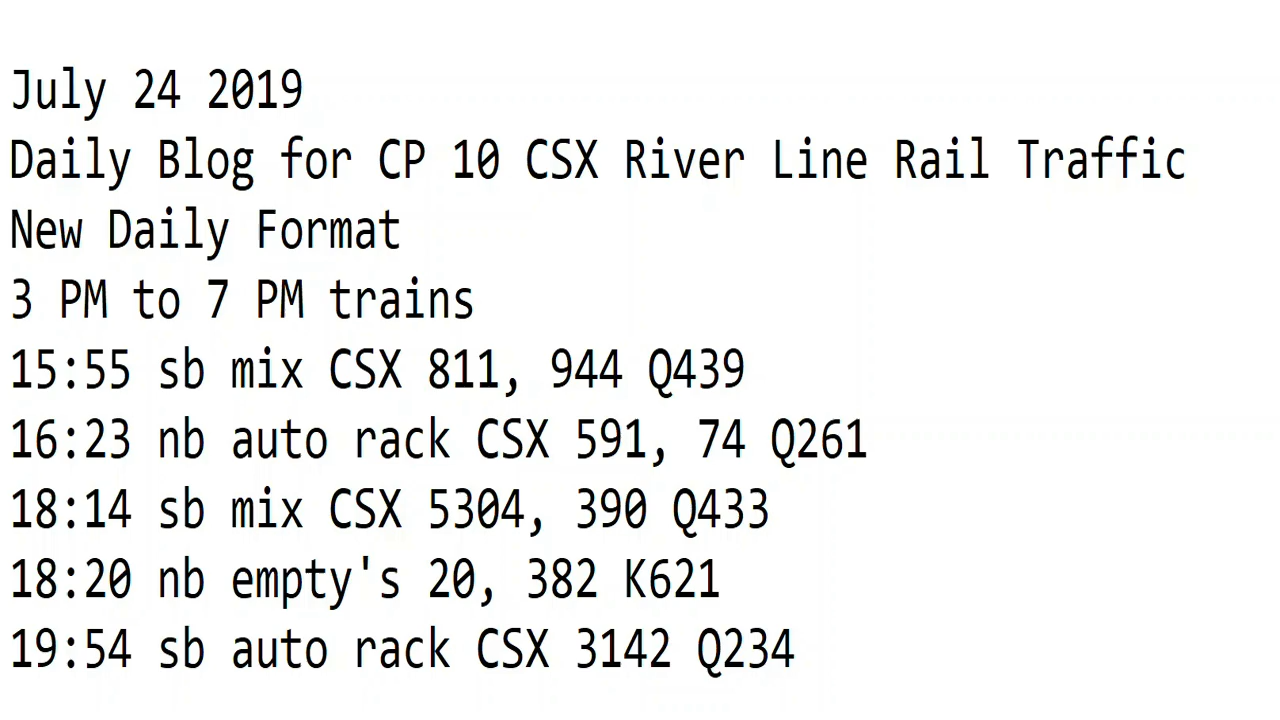 July 24 2019
Daily Blog for CP 10 CSX River Line Rail Traffic
New Daily Format
3 PM to 7 PM trains
15:55 sb mix CSX 811, 944 Q439
16:23 nb auto rack CSX 591, 74 Q261
18:14 sb mix CSX 5304, 390 Q433
18:20 nb empty's 20, 382 K621
19:54 sb auto rack CSX 3142 Q234